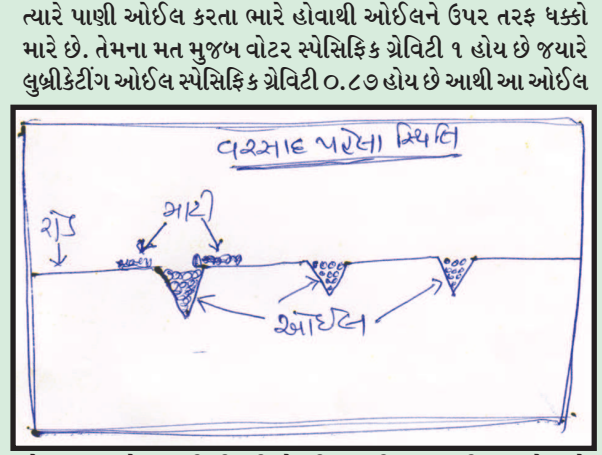 ત્યારે પાણી ઓઈલ કરતા ભારે હોવાથી ઓઈલને ઉપર તરફ ધક્કો
મારે છે. તેમના મત મુજબ વોટર સ્પેસિફિક ગ્રેવિટી ૧ હોય છે જયારે
લુબ્રીકેટીંગ ઓઈલ સ્પેસિફિક ગ્રેવિટી ૦.૮૭ હોય છે આથી આ ઓઈલ
વરસાદ પહેલા સ્થિતિ
માટી
રોડ
ઓઈલ